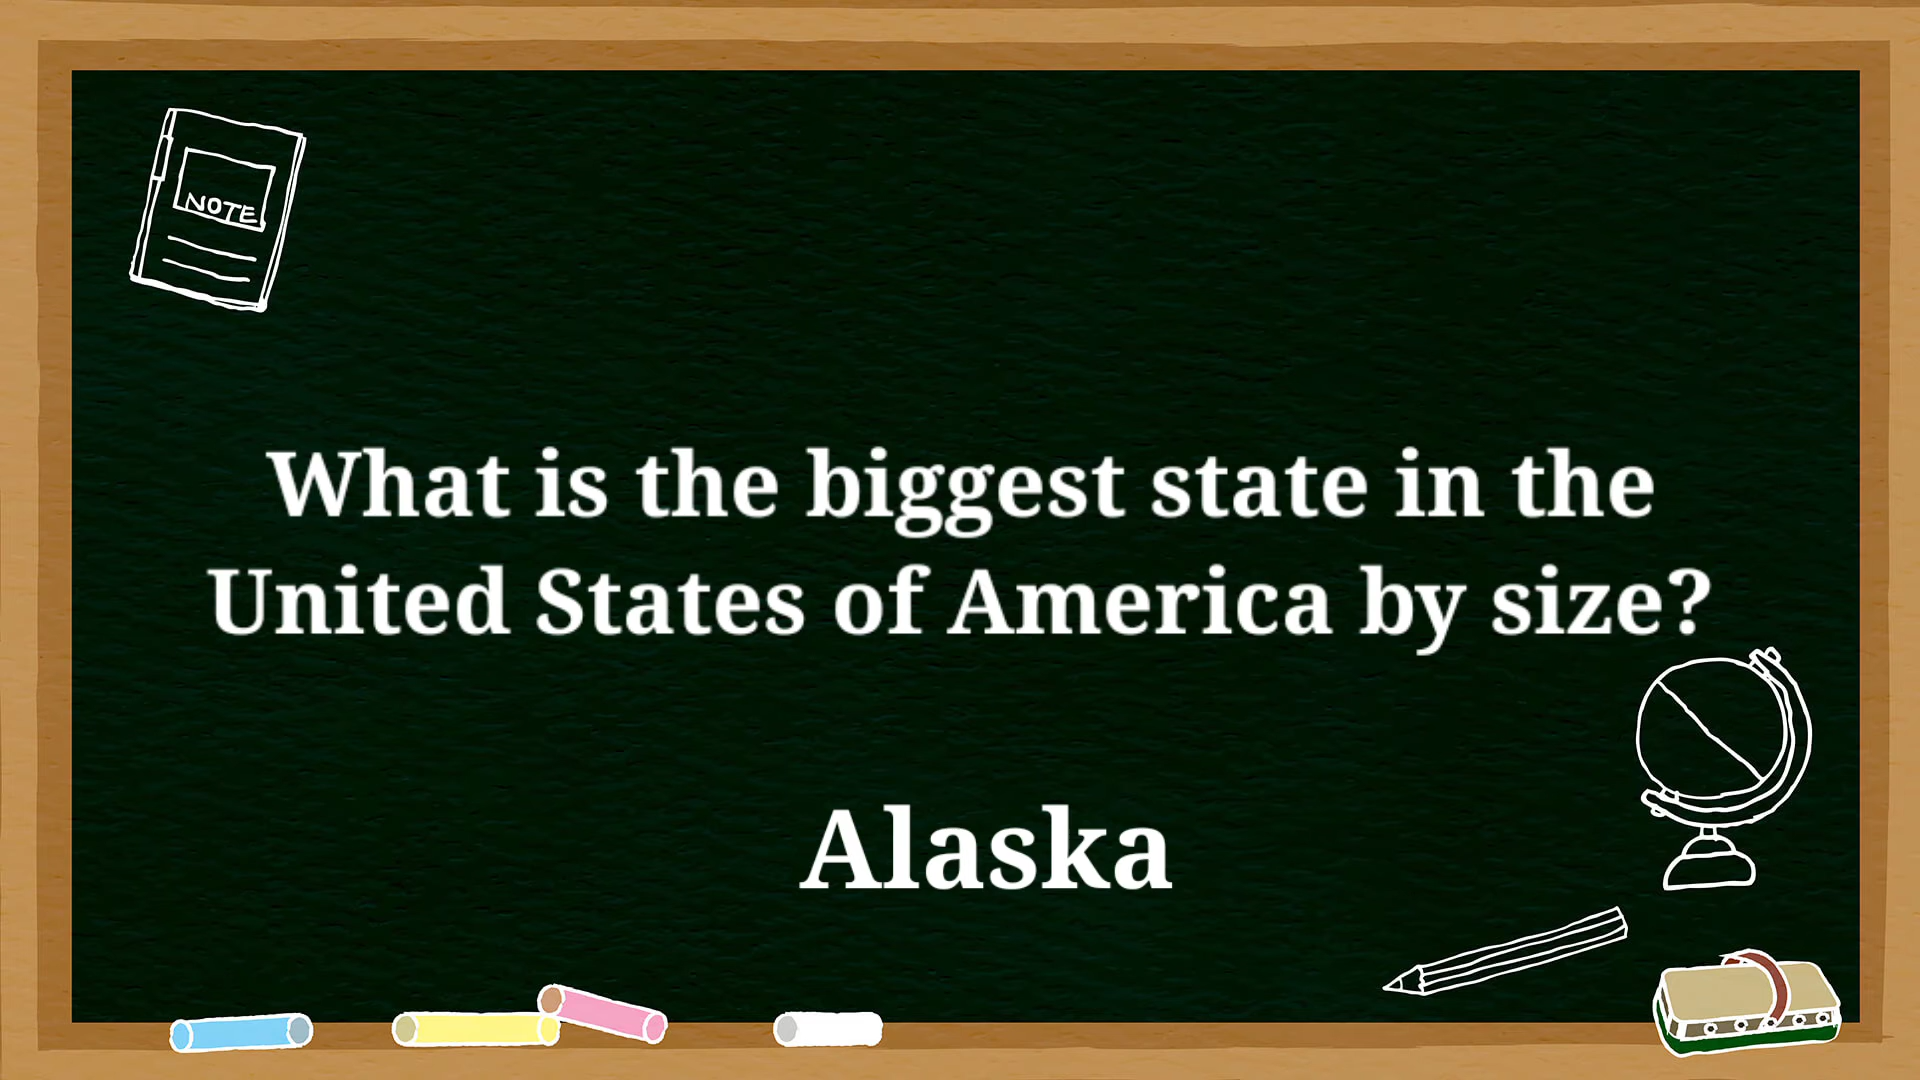 NOTE
What is the biggest state in the
United States of America by size?
Alaska